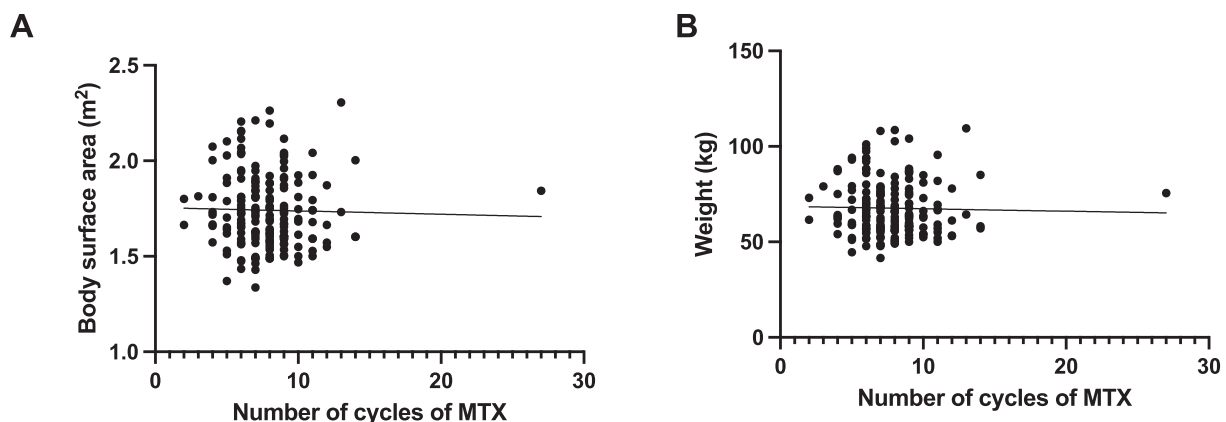 A
Body surface area (m²)
2.5
2.0
1.5
1.0
0
10
20
30
Number of cycles of MTX
B
Weight (kg)
150
100
50
0
0
10
20
30
Number of cycles of MTX